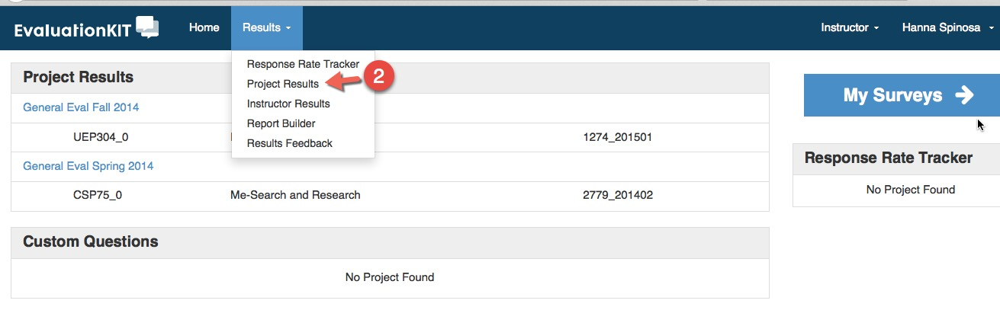 EvaluationKIT Home Results Instructor Hanna Spinosa
Response Rate Tracker
Project Results
Instructor Results
Report Builder
Results Feedback
2
Project Results
General Eval Fall 2014
UEP304_0 1274_201501
General Eval Spring 2014
CSP75_0 Me-Search and Research 2779_201402
Custom Questions
No Project Found
My Surveys
Response Rate Tracker
No Project Found